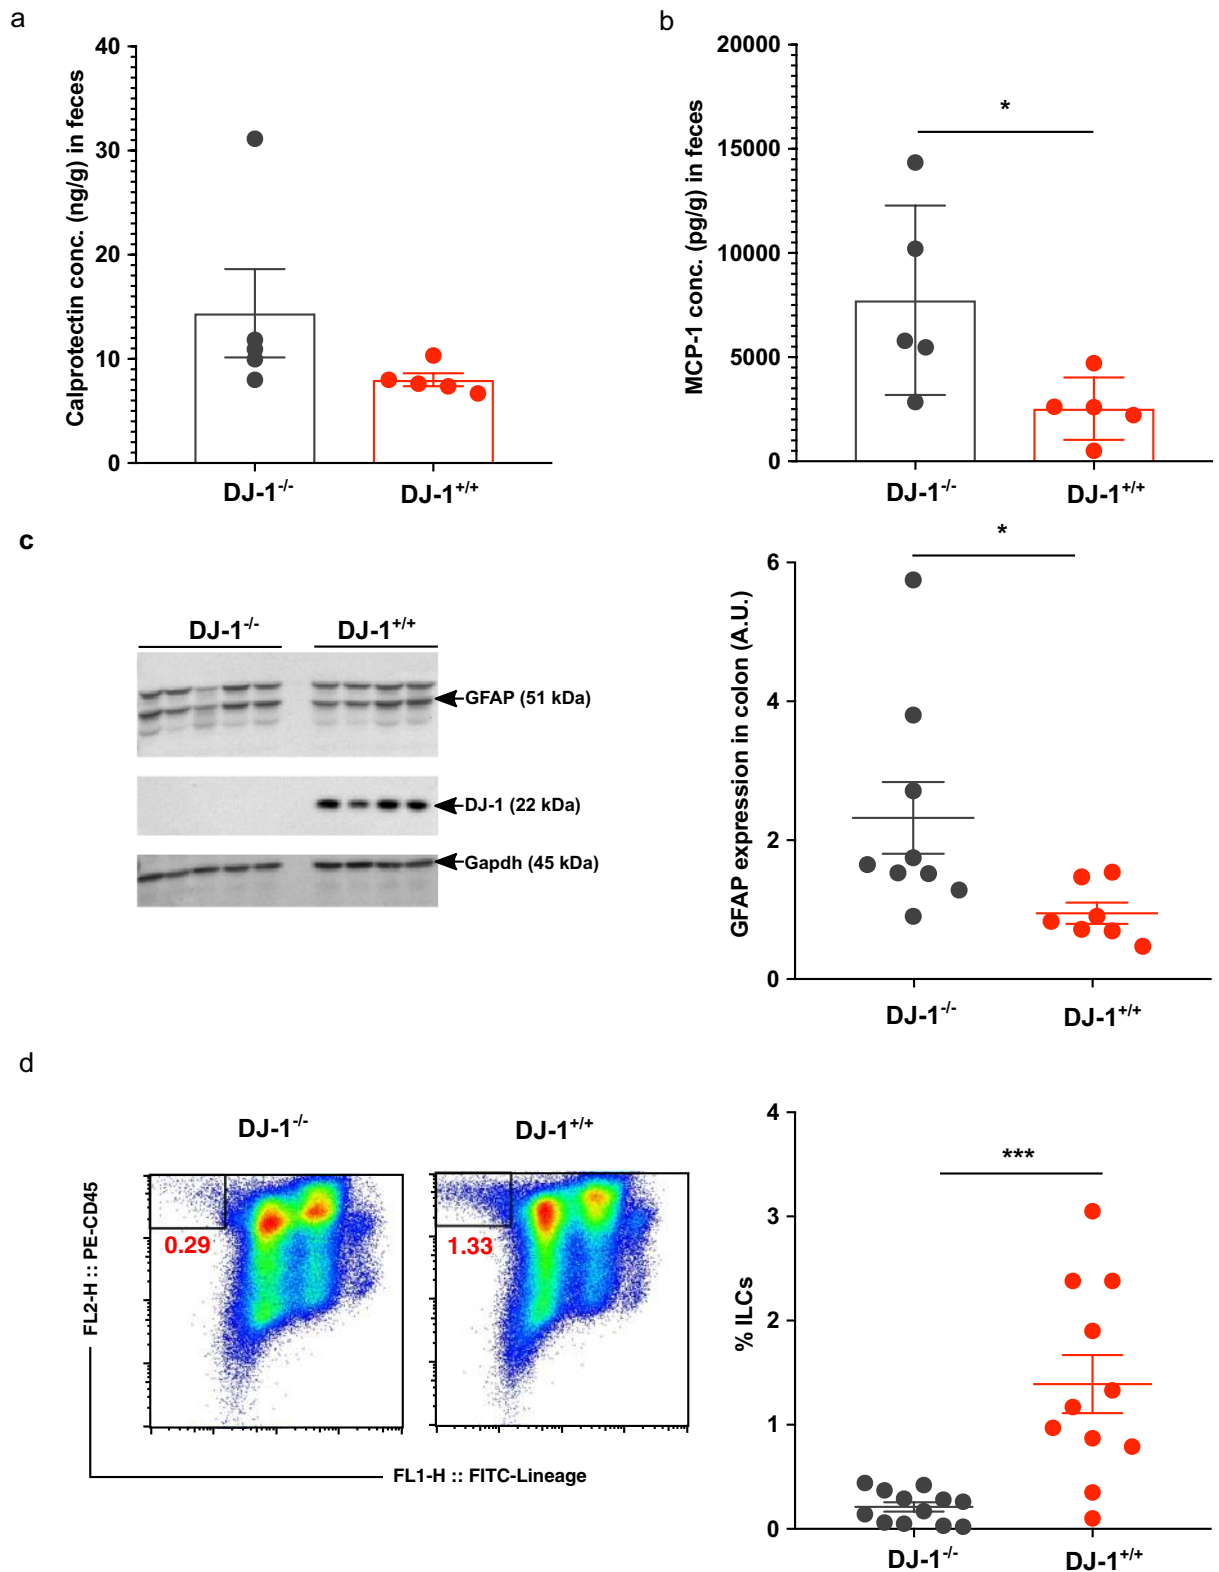 a
Calprotectin conc. (ng/g) in feces
40
30
20
10
0
DJ-1-/-
DJ-1+/+
b
MCP-1 conc. (pg/g) in feces
20000
15000
10000
5000
0
*
DJ-1-/-
DJ-1+/+
c
DJ-1-/-
DJ-1+/+
GFAP (51 kDa)
DJ-1 (22 kDa)
Gapdh (45 kDa)
GFAP expression in colon (A.U.)
6
4
2
0
*
DJ-1-/-
DJ-1+/+
d
DJ-1-/-
DJ-1+/+
0.29
1.33
FL2-H :: PE-CD45
FL1-H :: FITC-Lineage
% ILCs
4
3
2
1
0
***
DJ-1-/-
DJ-1+/+